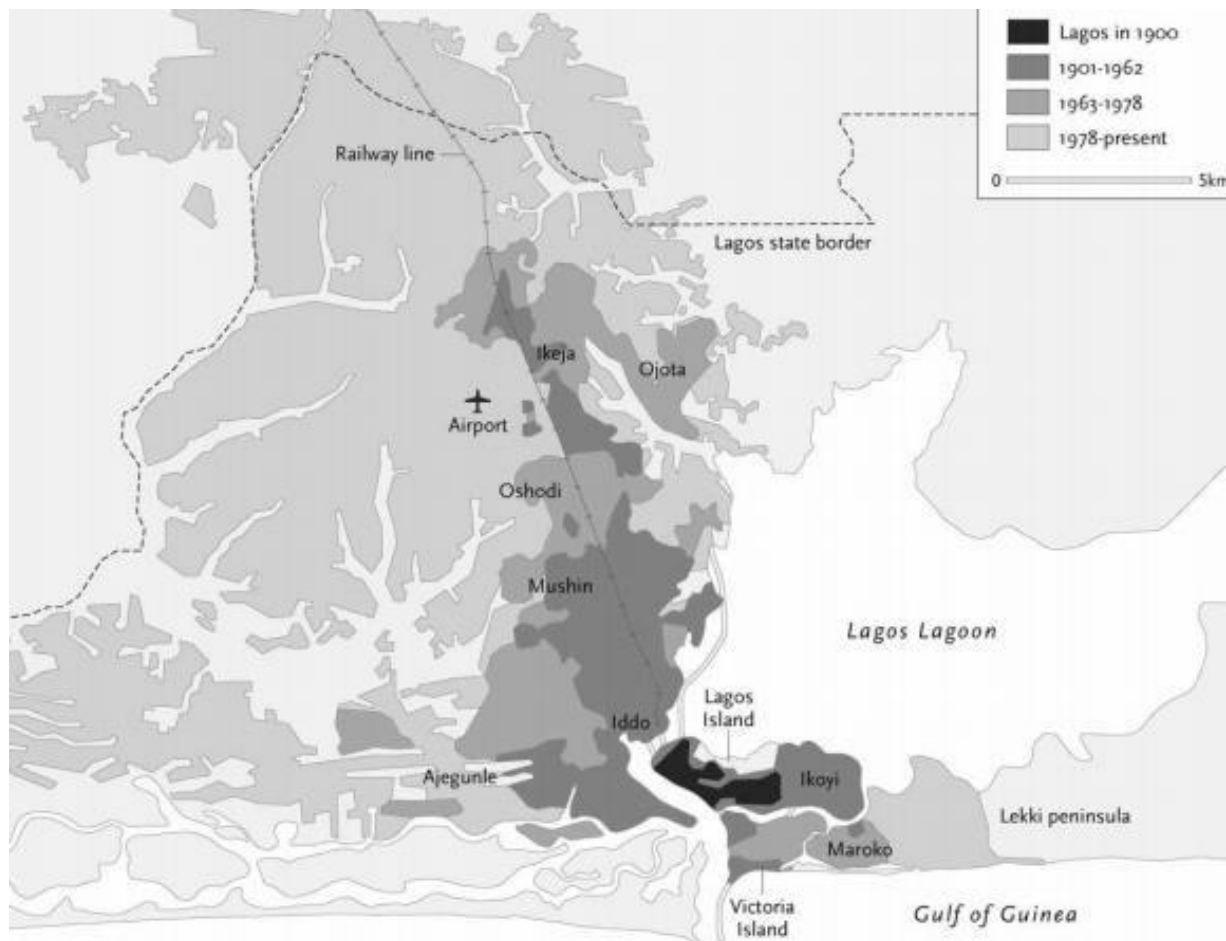 Lagos in 1900
1901-1962
1963-1978
1978-present
0 5km
Railway line
Lagos state border
Ikeja
Ojota
Airport
Oshodi
Mushin
Lagos Lagoon
Lagos
Island
Iddo
Ajegunle
Ikoyi
Lekki peninsula
Maroko
Victoria
Island
Gulf of Guinea